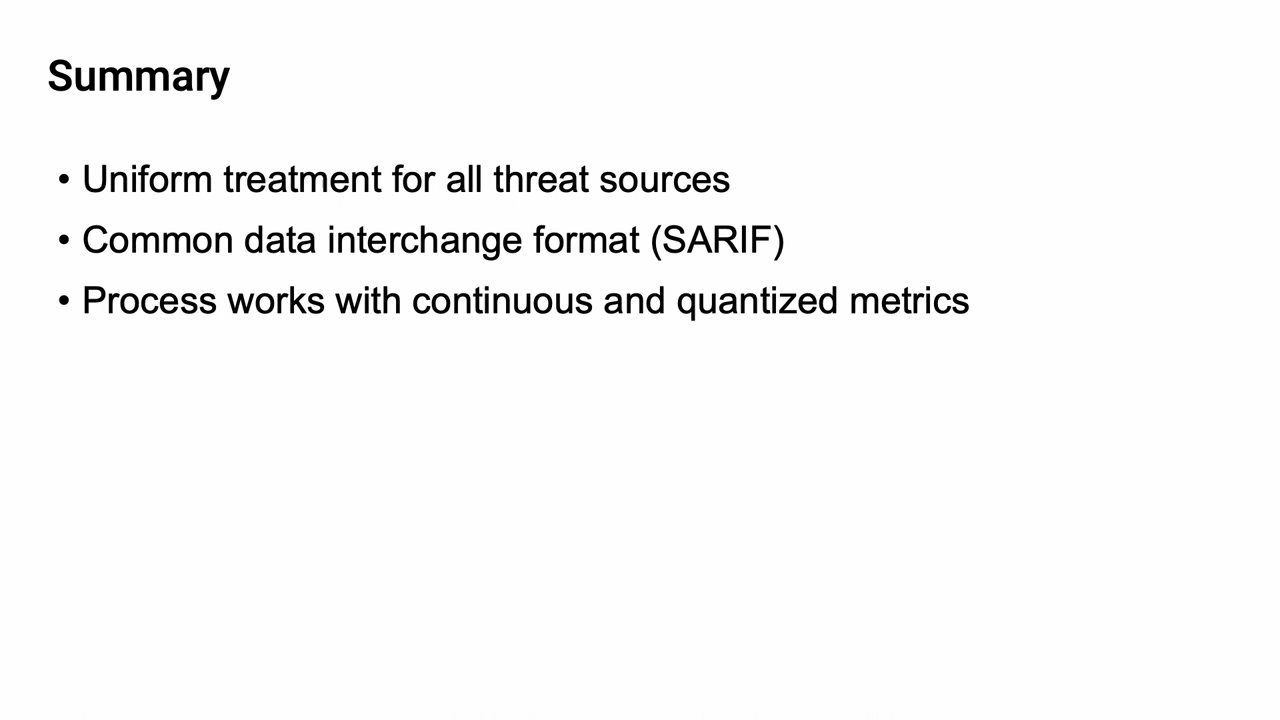 Summary
• Uniform treatment for all threat sources
• Common data interchange format (SARIF)
• Process works with continuous and quantized metrics